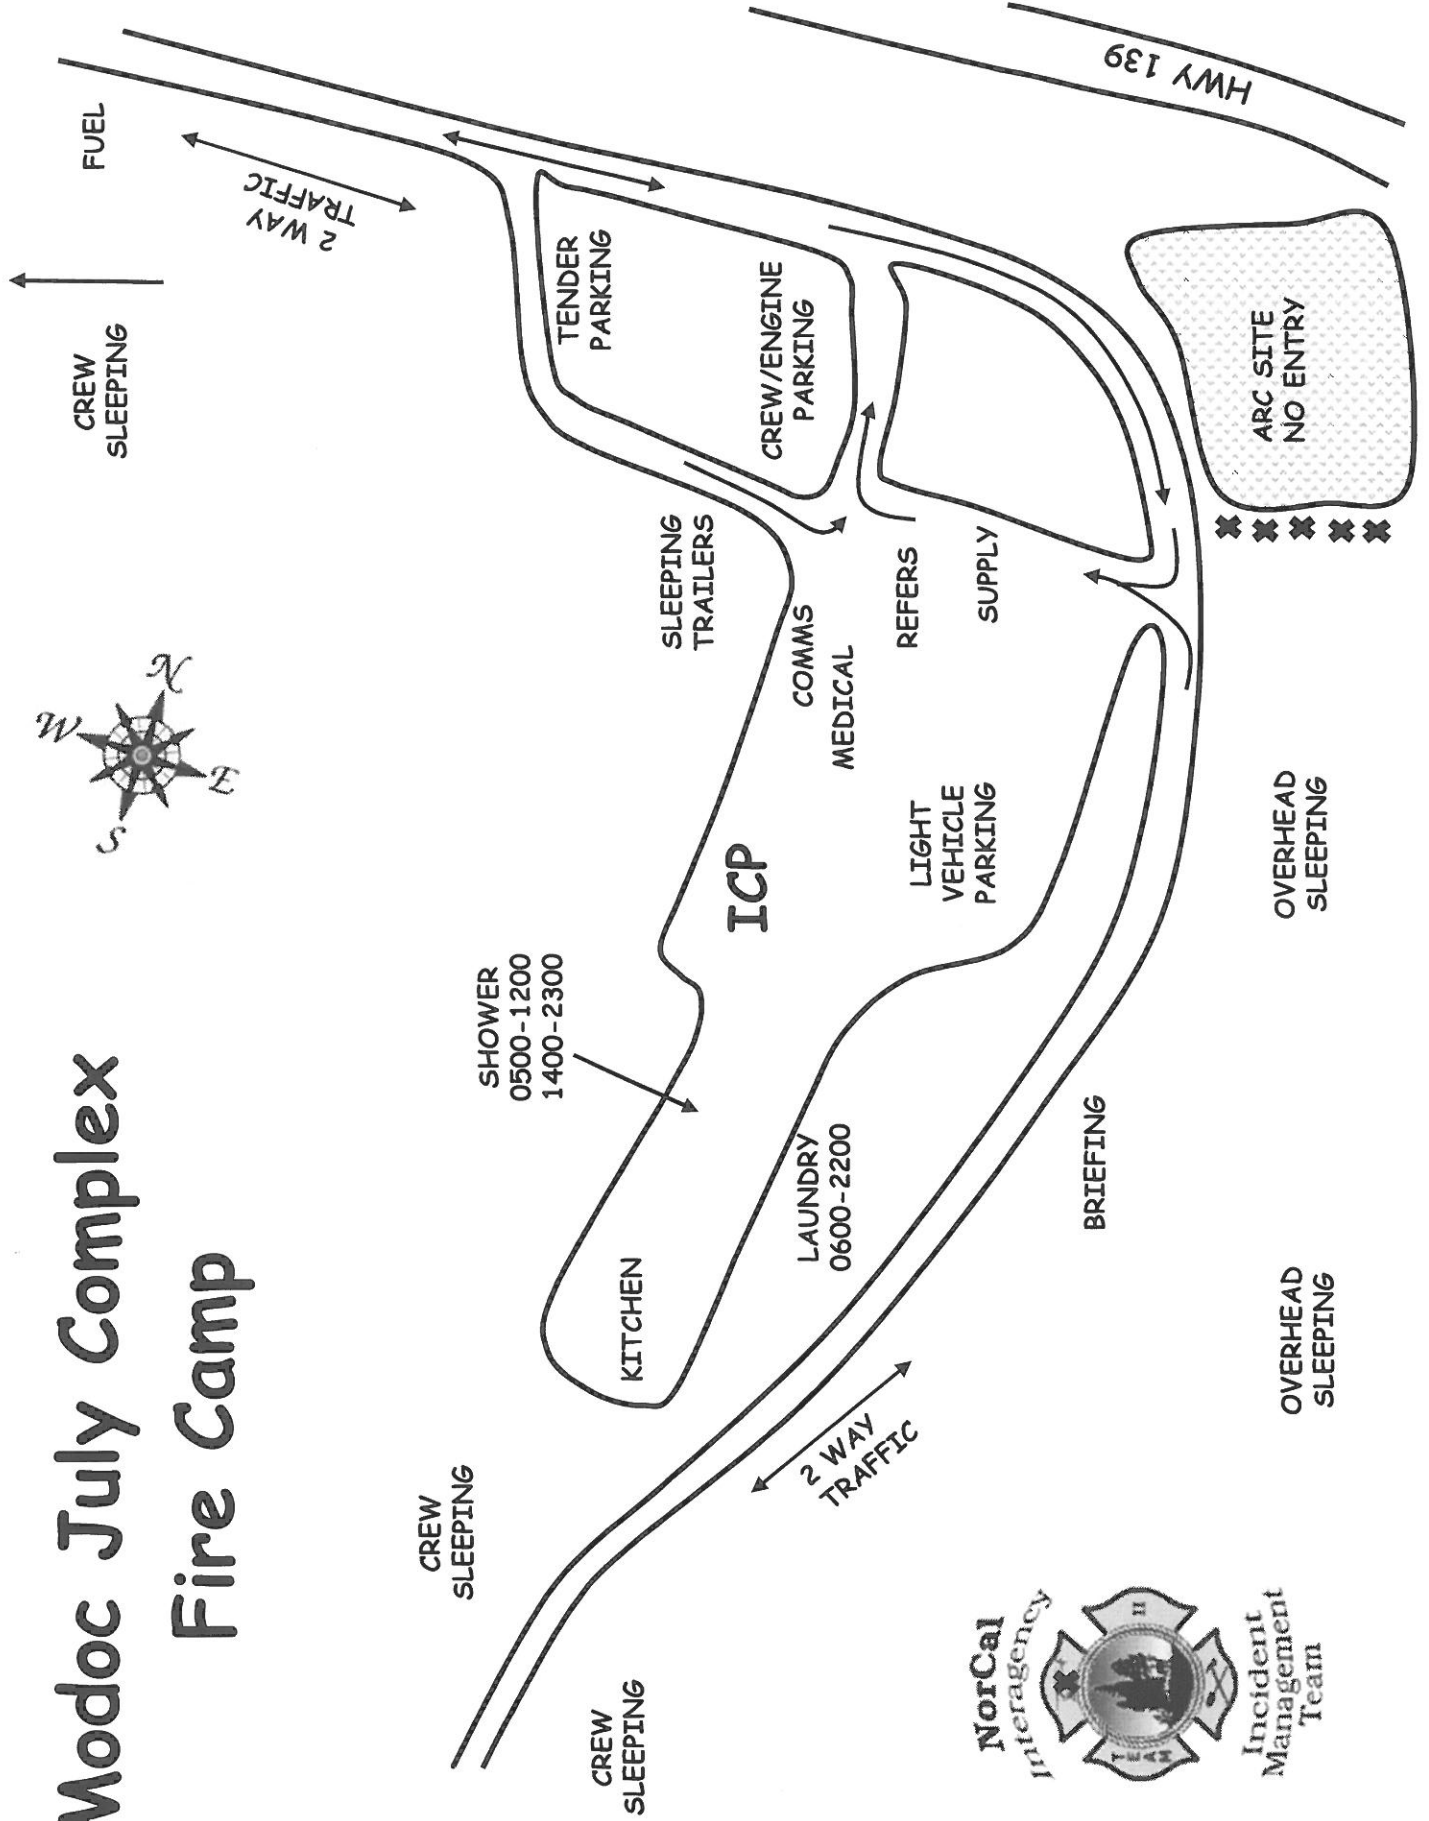 Modoc July Complex
Fire Camp
W
N
S
E
CREW
SLEEPING
FUEL
2 WAY
TRAFFIC
HWY 139
TENDER
PARKING
CREW/ENGINE
PARKING
SLEEPING
TRAILERS
COMMS
MEDICAL
REFERS
SUPPLY
ARC SITE
NO ENTRY
ICP
LIGHT
VEHICLE
PARKING
SHOWER
0500-1200
1400-2300
KITCHEN
LAUNDRY
0600-2200
BRIEFING
OVERHEAD
SLEEPING
OVERHEAD
SLEEPING
2 WAY
TRAFFIC
CREW
SLEEPING
CREW
SLEEPING
NorCal
Interagency
TEAM
II
Incident
Management
Team